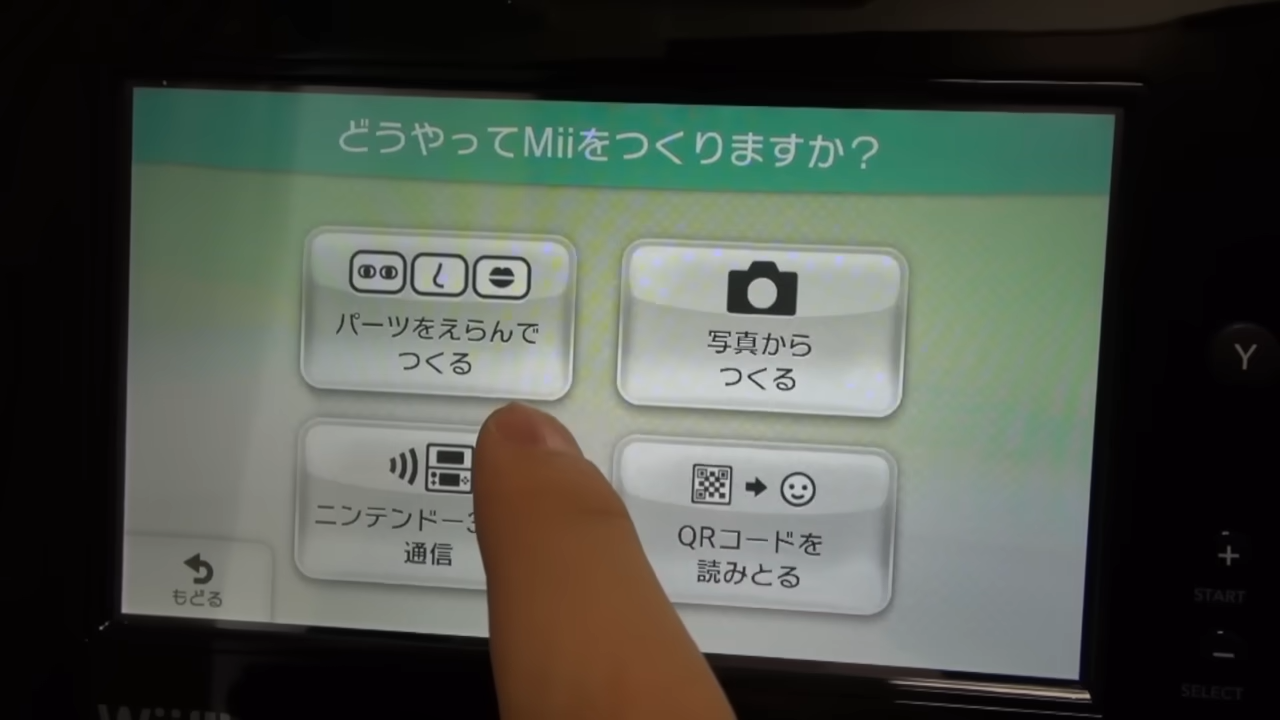 どうやってMiiをつくりますか？
パーツをえらんで
つくる
写真から
つくる
ニンテンドー3
通信
QRコードを
読みとる
もどる
Y
+
START
-
SELECT